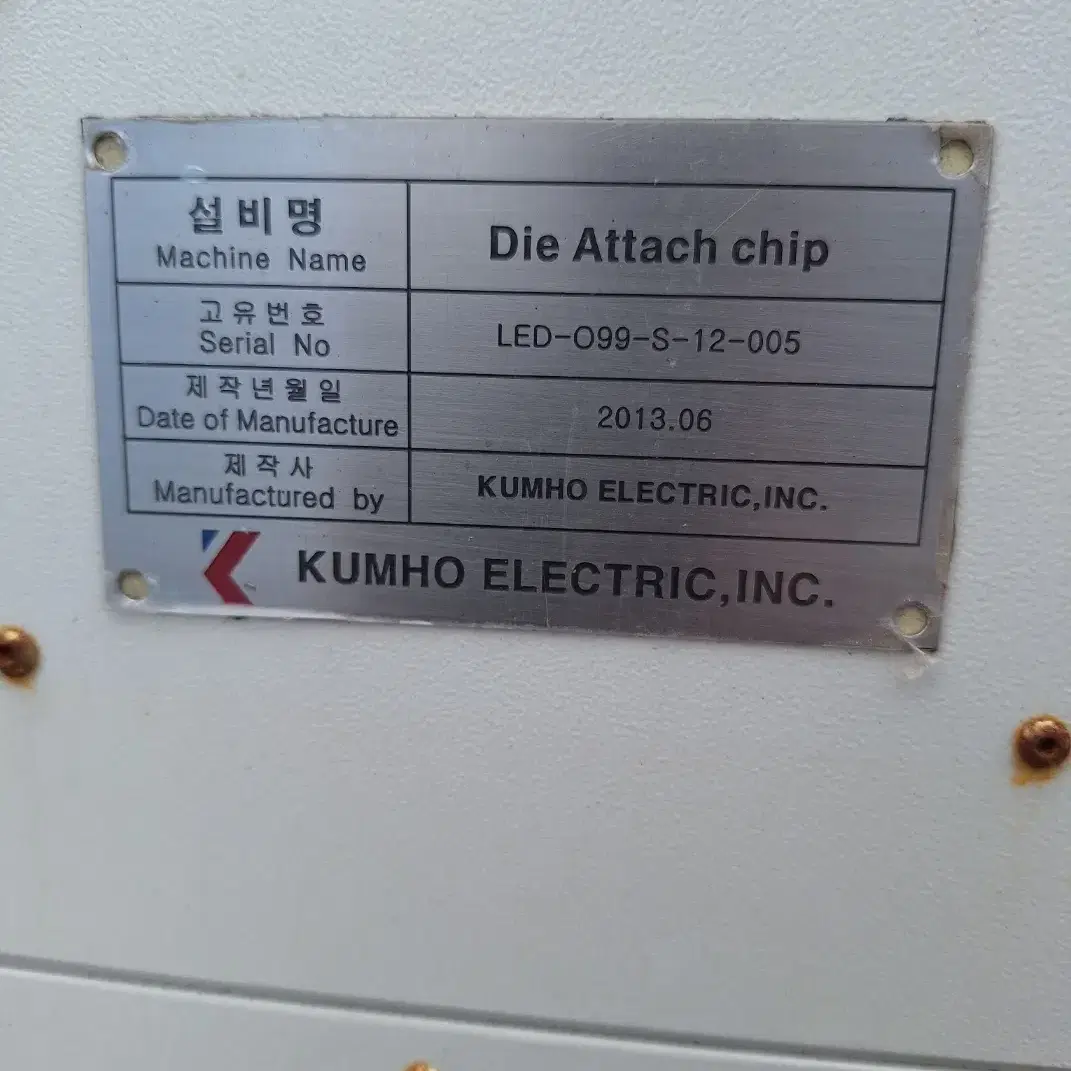 설비명
Machine Name
Die Attach chip
고유번호
Serial No
LED-O99-S-12-005
제작년월일
Date of Manufacture
2013.06
제작사
Manufactured by
KUMHO ELECTRIC,INC.
KUMHO ELECTRIC,INC.